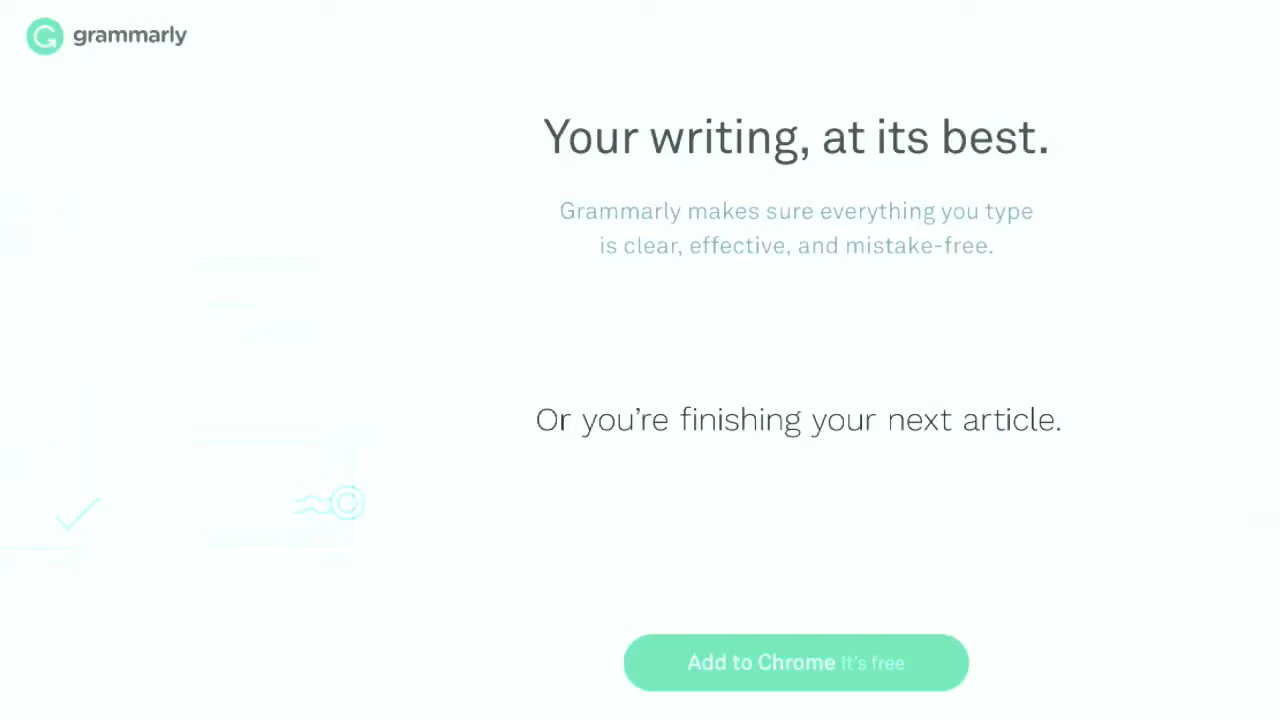 grammarly
Your writing, at its best.
Grammarly makes sure everything you type
is clear, effective, and mistake-free.
Or you’re finishing your next article.
Add to Chrome It’s free